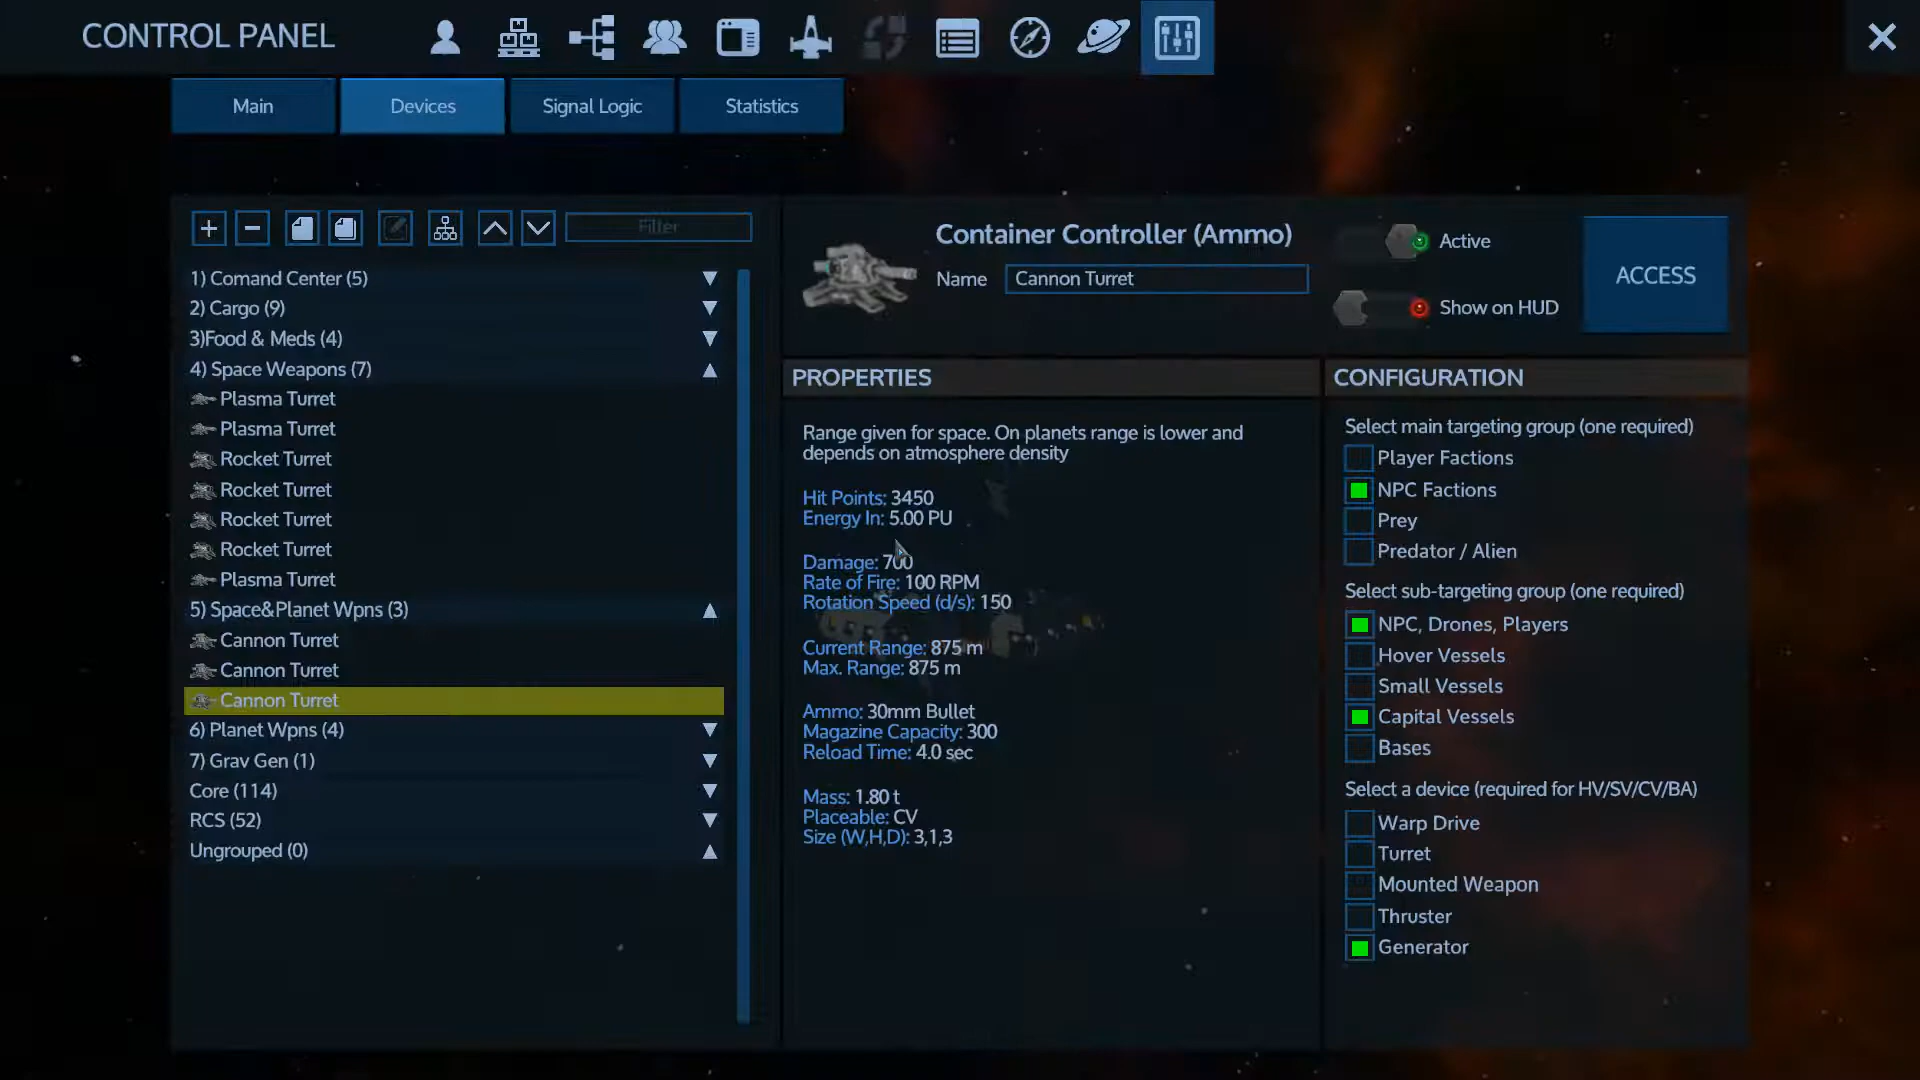 CONTROL PANEL
Main
Devices
Signal Logic
Statistics
Filter
1) Comand Center (5)
2) Cargo (9)
3)Food & Meds (4)
4) Space Weapons (7)
Plasma Turret
Plasma Turret
Rocket Turret
Rocket Turret
Rocket Turret
Rocket Turret
Plasma Turret
5) Space&Planet Wpns (3)
Cannon Turret
Cannon Turret
Cannon Turret
6) Planet Wpns (4)
7) Grav Gen (1)
Core (114)
RCS (52)
Ungrouped (0)
Container Controller (Ammo)
Name
Cannon Turret
Active
Show on HUD
ACCESS
PROPERTIES
Range given for space. On planets range is lower and
depends on atmosphere density
Hit Points: 3450
Energy In: 5.00 PU
Damage: 700
Rate of Fire: 100 RPM
Rotation Speed (d/s): 150
Current Range: 875 m
Max. Range: 875 m
Ammo: 30mm Bullet
Magazine Capacity: 300
Reload Time: 4.0 sec
Mass: 1.80 t
Placeable: CV
Size (W,H,D): 3,1,3
CONFIGURATION
Select main targeting group (one required)
Player Factions
NPC Factions
Prey
Predator / Alien
Select sub-targeting group (one required)
NPC, Drones, Players
Hover Vessels
Small Vessels
Capital Vessels
Bases
Select a device (required for HV/SV/CV/BA)
Warp Drive
Turret
Mounted Weapon
Thruster
Generator